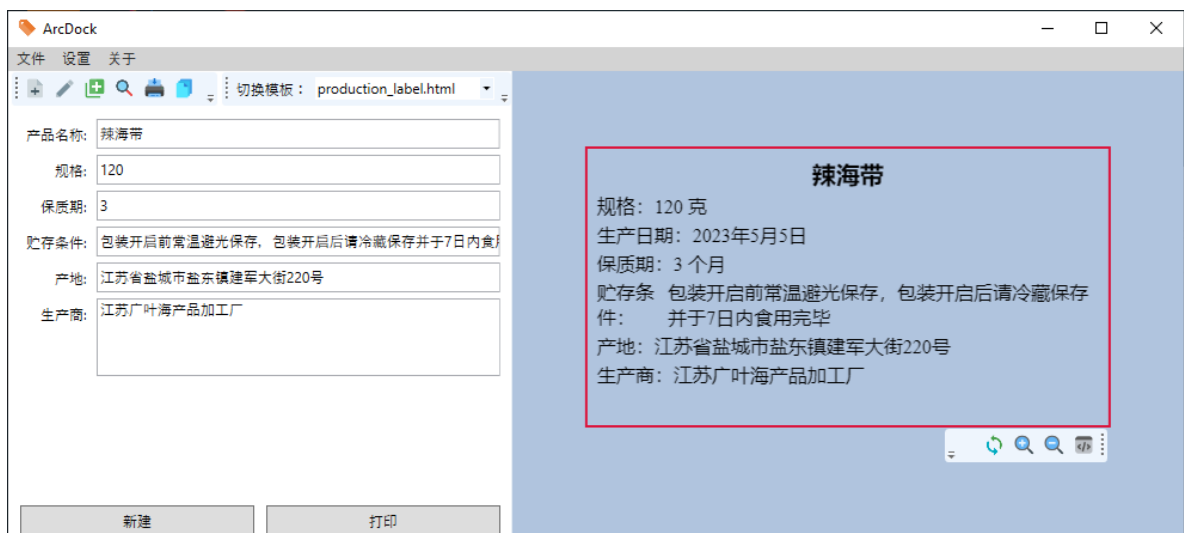 ArcDock
文件 设置 关于
切换模板： production_label.html
产品名称: 辣海带
规格: 120
保质期: 3
贮存条件: 包装开启前常温避光保存，包装开启后请冷藏保存并于7日内食
产地: 江苏省盐城市盐东镇建军大街220号
生产商: 江苏广叶海产品加工厂
新建 打印
辣海带
规格：120 克
生产日期：2023年5月5日
保质期：3 个月
贮存条 包装开启前常温避光保存，包装开启后请冷藏保存
件： 并于7日内食用完毕
产地：江苏省盐城市盐东镇建军大街220号
生产商：江苏广叶海产品加工厂